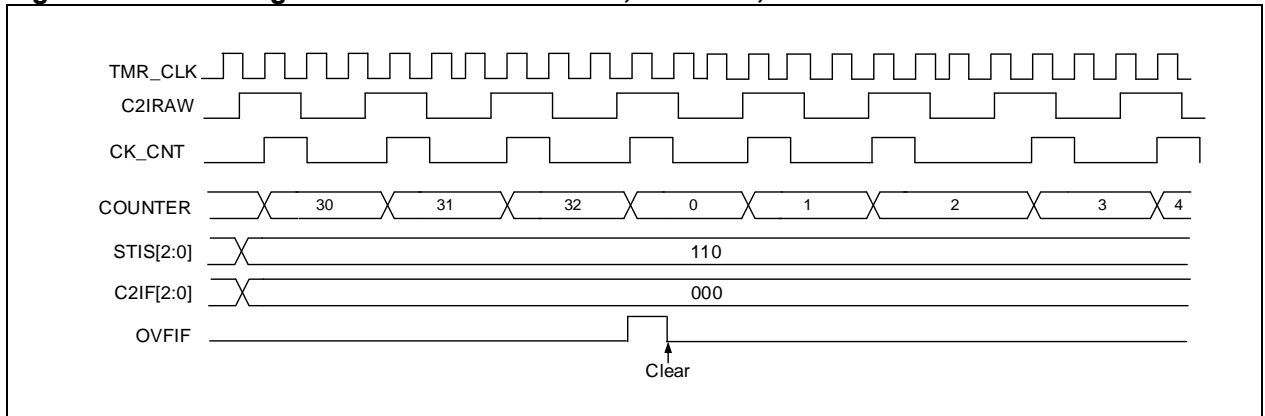 TMR_CLK
C2IRAW
CK_CNT
COUNTER 30 31 32 0 1 2 3 4
STIS[2:0] 110
C2IF[2:0] 000
OVFIF
Clear